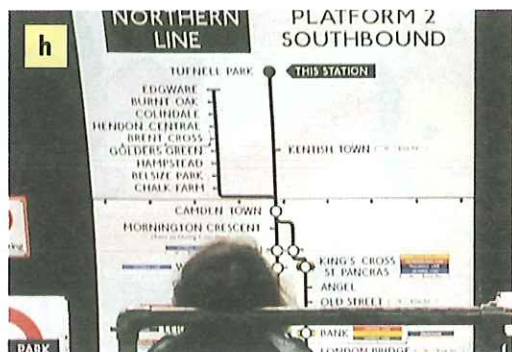 h
NORTHERN
LINE
PLATFORM 2
SOUTHBOUND
TUFNELL PARK
THIS STATION
EDGWARE
BURNT OAK
COLINDALE
HENDON CENTRAL
BRENT CROSS
GOLDERS GREEN
HAMPSTEAD
BELSIZE PARK
CHALK FARM
KENTISH TOWN
CAMDEN TOWN
MORNINGTON CRESCENT
KING'S CROSS
ST PANCRAS
ANGEL
OLD STREET
BANK
LONDON BRIDGE
PARK